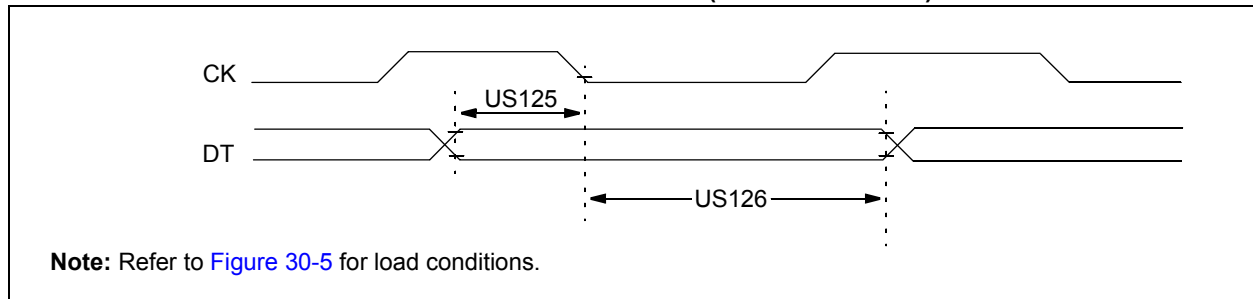 CK
US125
DT
US126
Note: Refer to Figure 30-5 for load conditions.